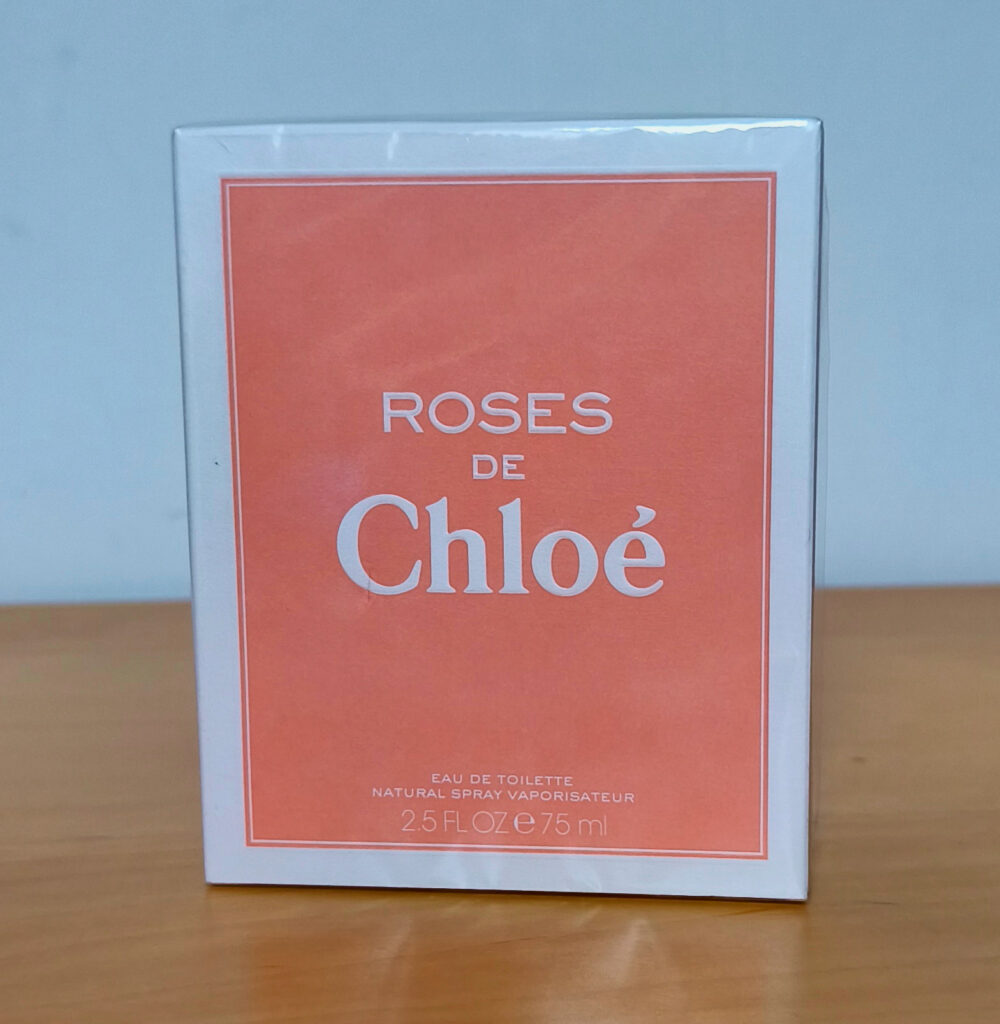 ROSES
DE
Chloé
EAU DE TOILETTE
NATURAL SPRAY VAPORISATEUR
2.5 FL OZ ℮ 75 ml